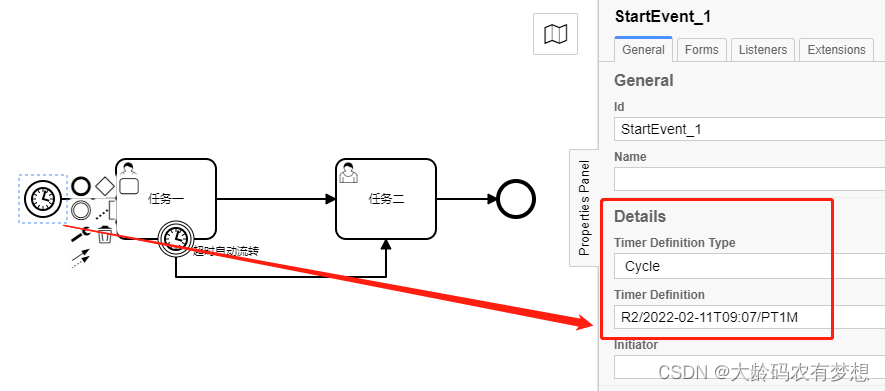 StartEvent_1
General Forms Listeners Extensions
General
Id
StartEvent_1
Name
Properties Panel
任务一
任务二
超时自动流转
Details
Timer Definition Type
Cycle
Timer Definition
R2/2022-02-11T09:07/PT1M
Initiator
CSDN @大龄码农有梦想